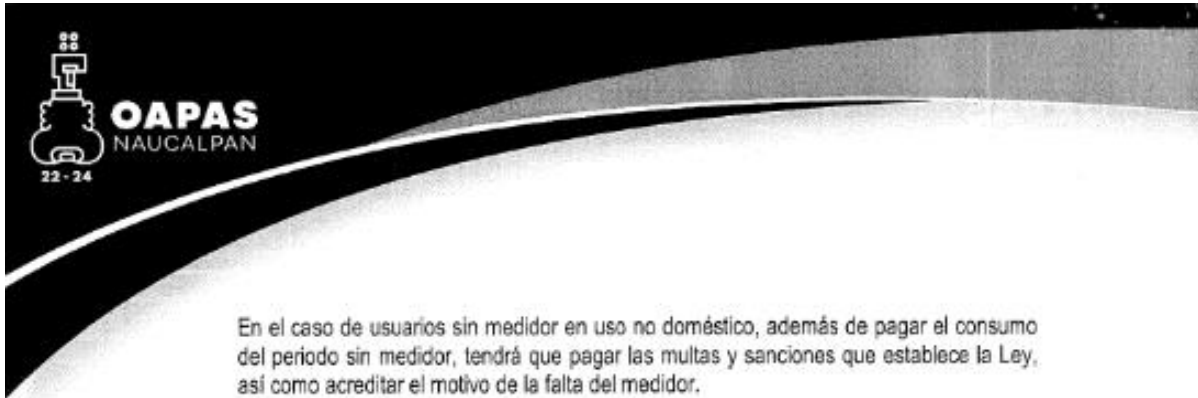 OAPAS
NAUCALPAN
22-24
En el caso de usuarios sin medidor en uso no doméstico, además de pagar el consumo
del periodo sin medidor, tendrá que pagar las multas y sanciones que establece la Ley,
así como acreditar el motivo de la falta del medidor.